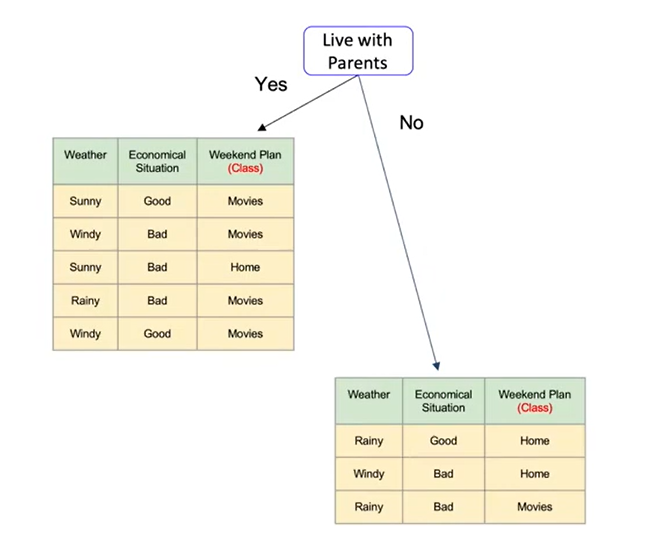 Live with
Parents
Yes
No
Weather Economical Situation Weekend Plan (Class)
Sunny Good Movies
Windy Bad Movies
Sunny Bad Home
Rainy Bad Movies
Windy Good Movies
Weather Economical Situation Weekend Plan (Class)
Rainy Good Home
Windy Bad Home
Rainy Bad Movies